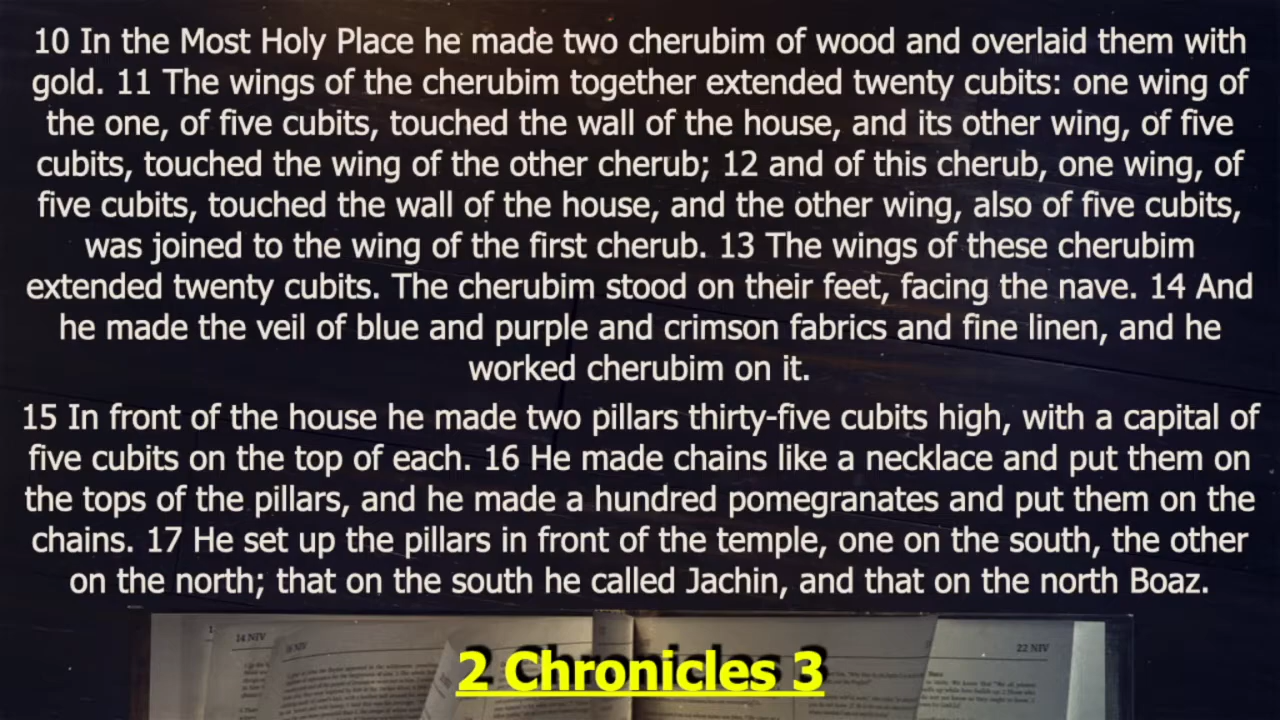 10 In the Most Holy Place he made two cherubim of wood and overlaid them with
gold. 11 The wings of the cherubim together extended twenty cubits: one wing of
the one, of five cubits, touched the wall of the house, and its other wing, of five
cubits, touched the wing of the other cherub; 12 and of this cherub, one wing, of
five cubits, touched the wall of the house, and the other wing, also of five cubits,
was joined to the wing of the first cherub. 13 The wings of these cherubim
extended twenty cubits. The cherubim stood on their feet, facing the nave. 14 And
he made the veil of blue and purple and crimson fabrics and fine linen, and he
worked cherubim on it.
15 In front of the house he made two pillars thirty-five cubits high, with a capital of
five cubits on the top of each. 16 He made chains like a necklace and put them on
the tops of the pillars, and he made a hundred pomegranates and put them on the
chains. 17 He set up the pillars in front of the temple, one on the south, the other
on the north; that on the south he called Jachin, and that on the north Boaz.
14 NIV
22 NIV
2 Chronicles 3